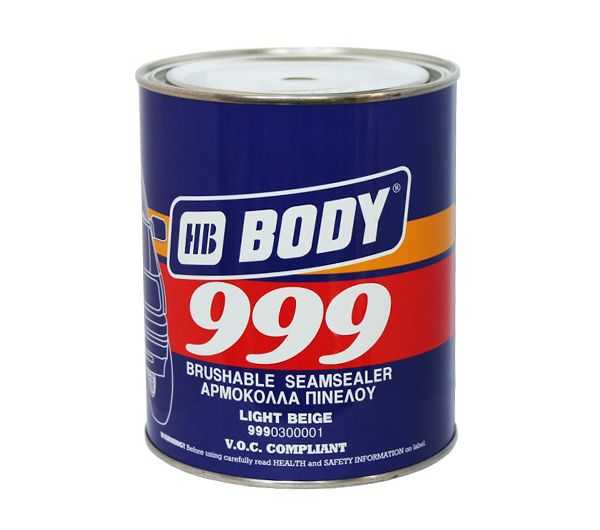 HB BODY®
999
BRUSHABLE SEAMSEALER
ΑΡΜΟΚΟΛΛΑ ΠΙΝΕΛΟΥ
LIGHT BEIGE
9990300001
V.O.C. COMPLIANT
WARNING! Before using carefully read HEALTH and SAFETY INFORMATION on label.